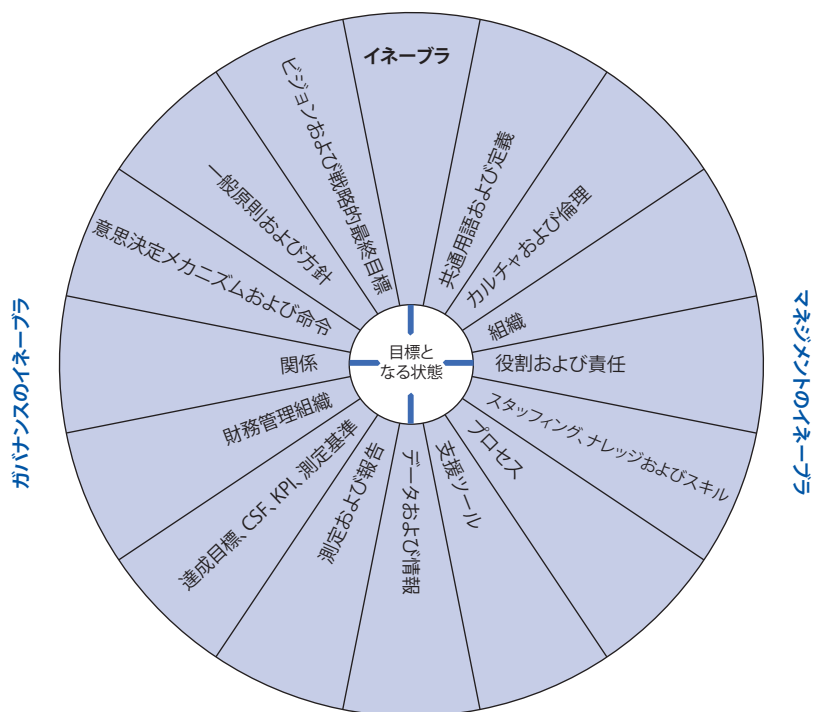 イネーブラ
共通用語および定義
カルチャおよび倫理
組織
役割および責任
スタッフィング、ナレッジおよびスキル
プロセス
支援ツール
データおよび情報
測定および報告
達成目標、CSF、KPI、測定基準
財務管理組織
関係
意思決定メカニズムおよび命令
一般原則および方針
ビジョンおよび戦略的最終目標
目標と
なる状態
ガバナンスのイネーブラ
マネジメントのイネーブラ